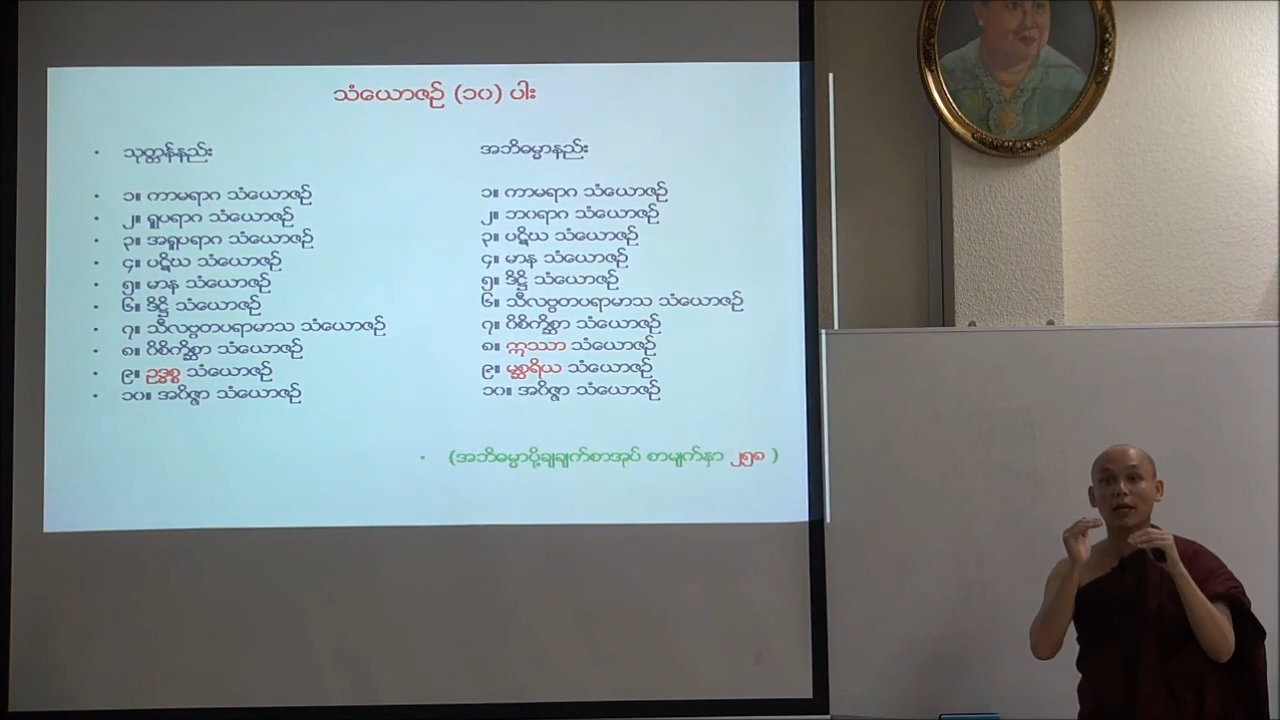 သံယောဇဉ် (၁၀) ပါး
• သုတ္တန်နည်း
• ၁။ ကာမရာဂ သံယောဇဉ်
• ၂။ ရူပရာဂ သံယောဇဉ်
• ၃။ အရူပရာဂ သံယောဇဉ်
• ၄။ ပဋိဃ သံယောဇဉ်
• ၅။ မာန သံယောဇဉ်
• ၆။ ဒိဋ္ဌိ သံယောဇဉ်
• ၇။ သီလဗ္ဗတပရာမာသ သံယောဇဉ်
• ၈။ ဝိစိကိစ္ဆာ သံယောဇဉ်
• ၉။ ဥဒ္ဓစ္စ သံယောဇဉ်
• ၁၀။ အဝိဇ္ဇာ သံယောဇဉ်
အဘိဓမ္မာနည်း
၁။ ကာမရာဂ သံယောဇဉ်
၂။ ဘဝရာဂ သံယောဇဉ်
၃။ ပဋိဃ သံယောဇဉ်
၄။ မာန သံယောဇဉ်
၅။ ဒိဋ္ဌိ သံယောဇဉ်
၆။ သီလဗ္ဗတပရာမာသ သံယောဇဉ်
၇။ ဝိစိကိစ္ဆာ သံယောဇဉ်
၈။ ဣဿာ သံယောဇဉ်
၉။ မစ္ဆရိယ သံယောဇဉ်
၁၀။ အဝိဇ္ဇာ သံယောဇဉ်
• (အဘိဓမ္မာပို့ချချက်စာအုပ် စာမျက်နှာ ၂၅၈ )